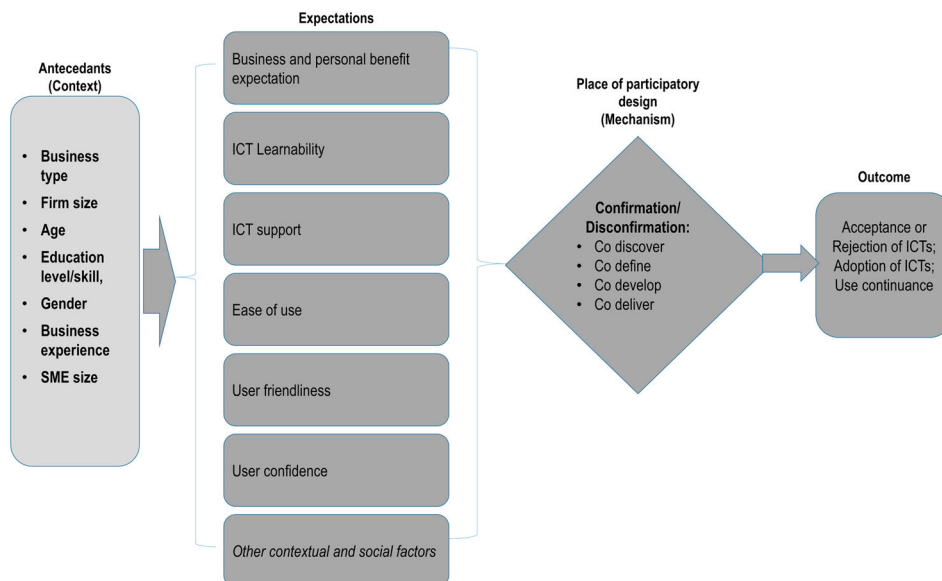 Antecedants
(Context)
• Business
type
• Firm size
• Age
• Education
level/skill,
• Gender
• Business
experience
• SME size
Expectations
Business and personal benefit
expectation
ICT Learnability
ICT support
Ease of use
User friendliness
User confidence
Other contextual and social factors
Place of participatory
design
(Mechanism)
Confirmation/
Disconfirmation:
• Co discover
• Co define
• Co develop
• Co deliver
Outcome
Acceptance or
Rejection of ICTs;
Adoption of ICTs;
Use continuance